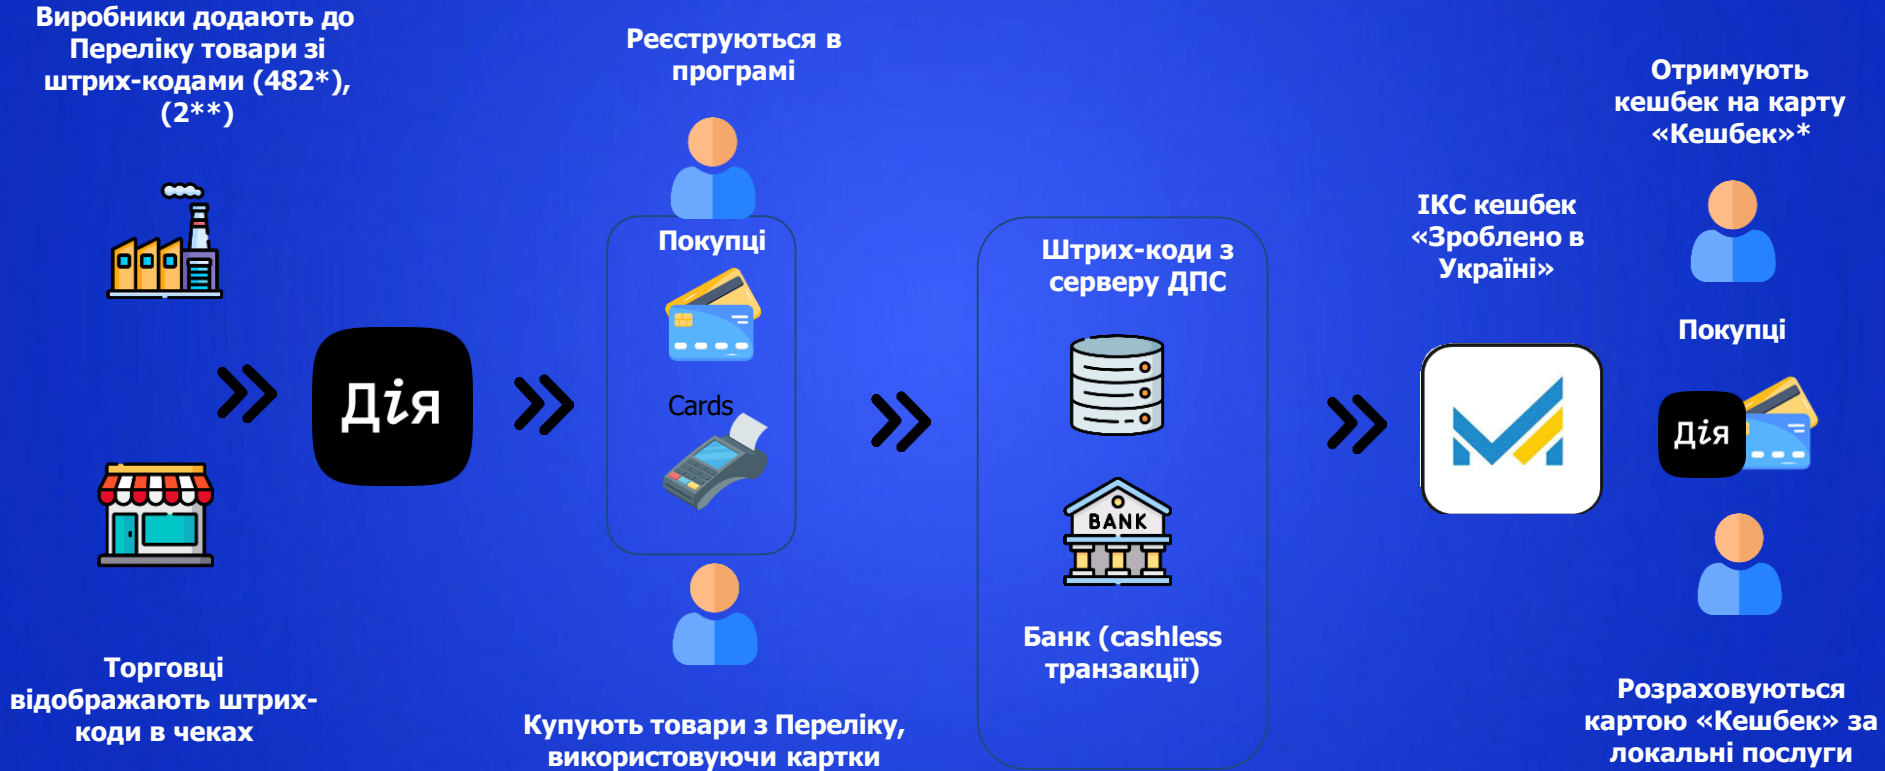 Виробники додають до
Переліку товари зі
штрих-кодами (482*),
(2**)
Торговці
відображають штрих-
коди в чеках
Дія
Реєструються в
програмі
Покупці
Cards
Купують товари з Переліку,
використовуючи картки
Штрих-коди з
серверу ДПС
BANK
Банк (cashless
транзакції)
ІКС кешбек
«Зроблено в
Україні»
Отримують
кешбек на карту
«Кешбек»*
Покупці
Дія
Розраховуються
картою «Кешбек» за
локальні послуги